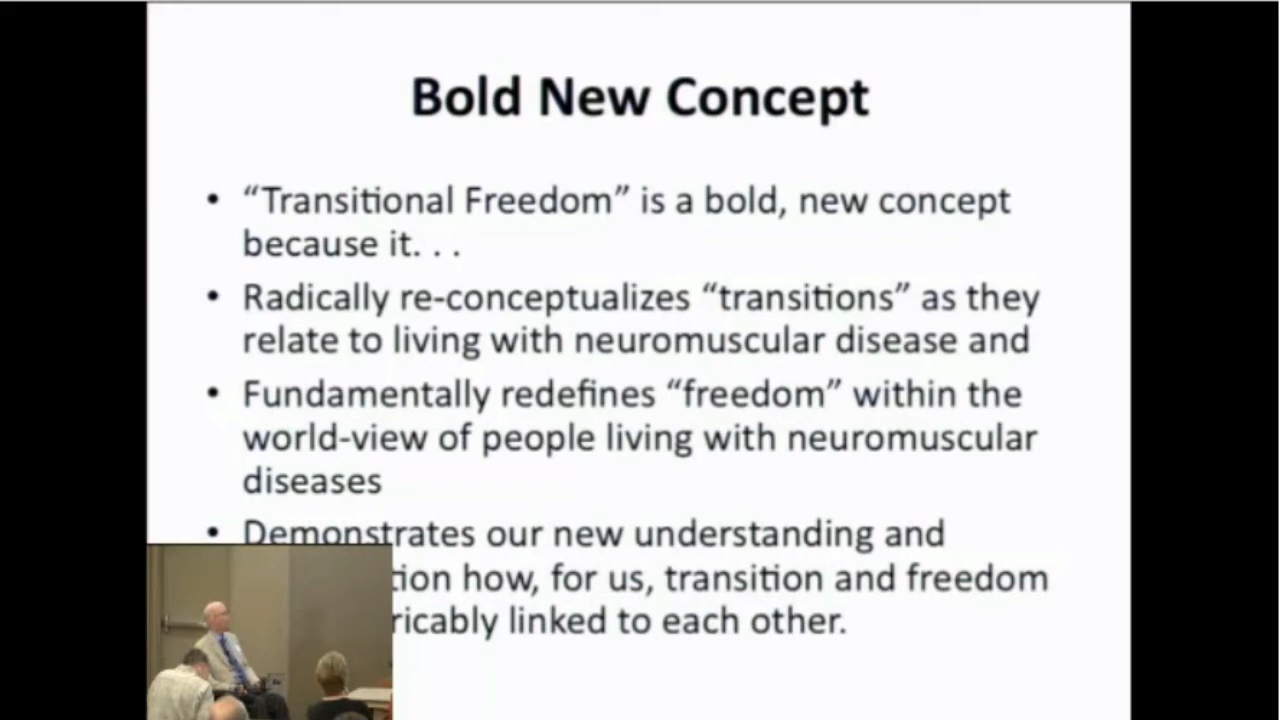 Bold New Concept
• “Transitional Freedom” is a bold, new concept
because it. . .
• Radically re-conceptualizes “transitions” as they
relate to living with neuromuscular disease and
• Fundamentally redefines “freedom” within the
world-view of people living with neuromuscular
diseases
• Demonstrates our new understanding and
tion how, for us, transition and freedom
ricably linked to each other.